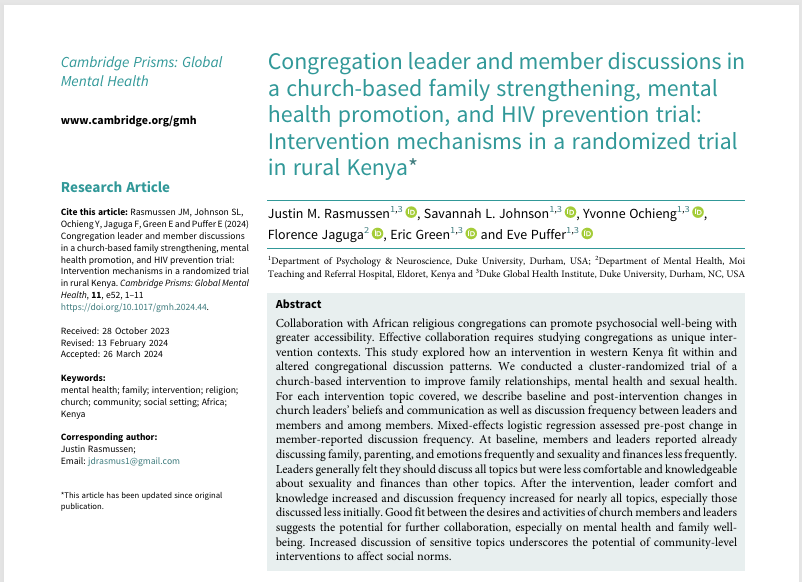 Cambridge Prisms: Global
Mental Health
www.cambridge.org/gmh
Research Article
Cite this article: Rasmussen JM, Johnson SL,
Ochieng Y, Jaguga F, Green E and Puffer E (2024)
Congregation leader and member discussions
in a church-based family strengthening, mental
health promotion, and HIV prevention trial:
Intervention mechanisms in a randomized trial
in rural Kenya. Cambridge Prisms: Global Mental
Health, 11, e52, 1–11
https://doi.org/10.1017/gmh.2024.44.
Received: 28 October 2023
Revised: 13 February 2024
Accepted: 26 March 2024
Keywords:
mental health; family; intervention; religion;
church; community; social setting; Africa;
Kenya
Corresponding author:
Justin M. Rasmussen;
Email: jdrasmus1@gmail.com
*This article has been updated since original
publication.
Congregation leader and member discussions in
a church-based family strengthening, mental
health promotion, and HIV prevention trial:
Intervention mechanisms in a randomized trial
in rural Kenya*
Justin M. Rasmussen1,3, Savannah L. Johnson1,3, Yvonne Ochieng1,3,
Florence Jaguga2, Eric Green1,3 and Eve Puffer1,3
1Department of Psychology & Neuroscience, Duke University, Durham, USA; 2Department of Mental Health, Moi
Teaching and Referral Hospital, Eldoret, Kenya and 3Duke Global Health Institute, Duke University, Durham, NC, USA
Abstract
Collaboration with African religious congregations can promote psychosocial well-being with
greater accessibility. Effective collaboration requires studying congregations as unique inter-
vention contexts. This study explored how an intervention in western Kenya fit within and
altered congregational discussion patterns. We conducted a cluster-randomized trial of a
church-based intervention to improve family relationships, mental health and sexual health.
For each intervention topic covered, we describe baseline and post-intervention changes in
church leaders' beliefs and communication as well as discussion frequency between leaders and
members and among members. Mixed-effects logistic regression assessed pre-post change in
member-reported discussion frequency. At baseline, members and leaders reported already
discussing family, parenting, and emotions frequently and sexuality and finances less frequently.
Leaders generally felt they should discuss all topics but were less comfortable and knowledgeable
about sexuality and finances than other topics. After the intervention, leader comfort and
knowledge increased and discussion frequency increased for nearly all topics, especially those
discussed less initially. Good fit between the desires and activities of church members and leaders
suggests the potential for further collaboration, especially on mental health and family well-
being. Increased discussion of sensitive topics underscores the potential of community-level
interventions to affect social norms.